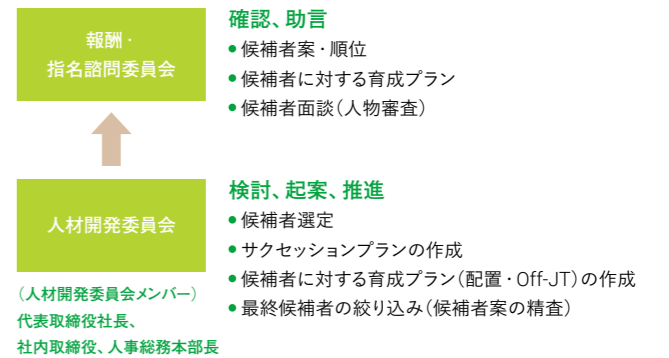 報酬・
指名諮問委員会
確認、助言
●候補者案・順位
●候補者に対する育成プラン
●候補者面談(人物審査)
人材開発委員会
(人材開発委員会メンバー)
代表取締役社長、
社内取締役、人事総務本部長
検討、起案、推進
●候補者選定
●サクセッションプランの作成
●候補者に対する育成プラン(配置・Off-JT)の作成
●最終候補者の絞り込み(候補者案の精査)